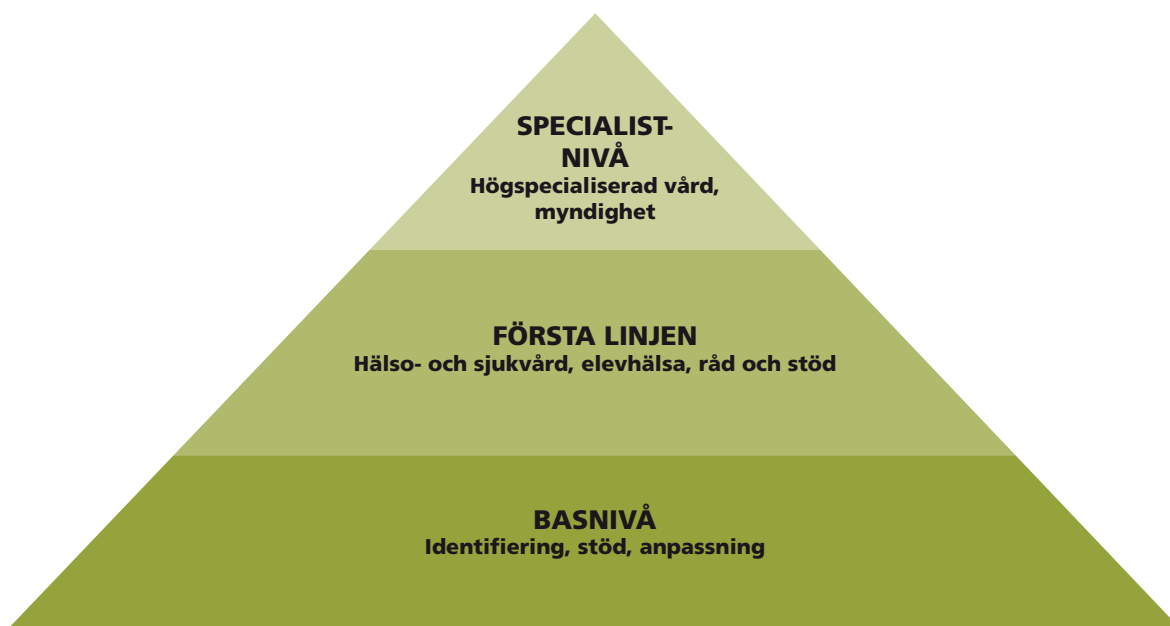 SPECIALIST-
NIVÅ
Högspecialiserad vård,
myndighet
FÖRSTA LINJEN
Hälso- och sjukvård, elevhälsa, råd och stöd
BASNIVÅ
Identifiering, stöd, anpassning